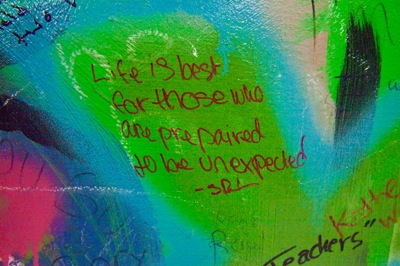 Life is best
for those who
are prepaired
to be unexpected
-SRL
Teachers"